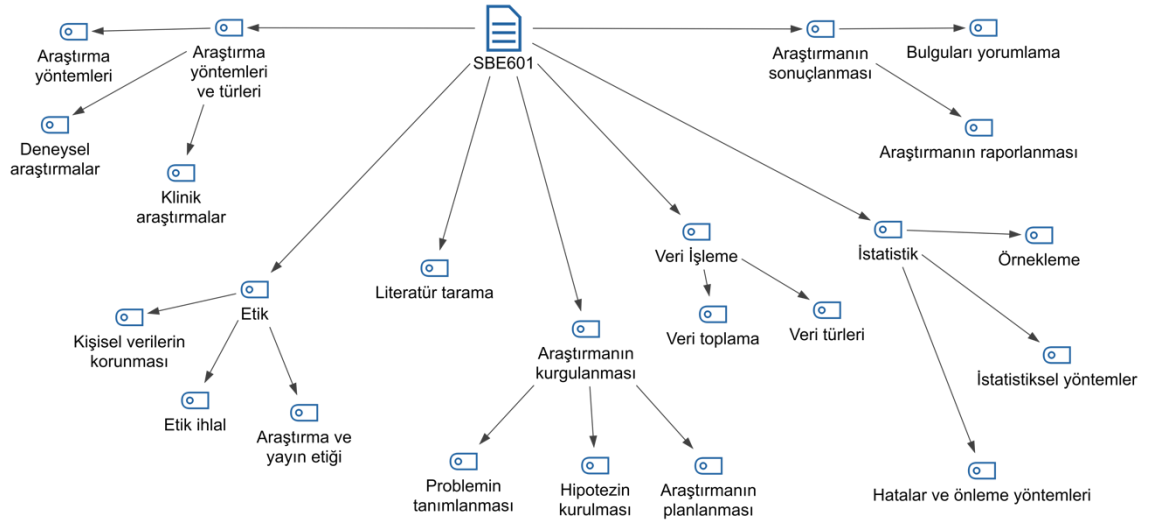 SBE601
Araştırma
yöntemleri
Araştırma
yöntemleri
ve türleri
Deneysel
araştırmalar
Klinik
araştırmalar
Araştırmanın
sonuçlanması
Bulguları yorumlama
Araştırmanın raporlanması
Etik
Kişisel verilerin
korunması
Etik ihlal
Araştırma ve
yayın etiği
Literatür tarama
Araştırmanın
kurgulanması
Problemin
tanımlanması
Hipotezin
kurulması
Araştırmanın
planlanması
Veri İşleme
Veri toplama
Veri türleri
İstatistik
Örnekleme
İstatistiksel yöntemler
Hatalar ve önleme yöntemleri